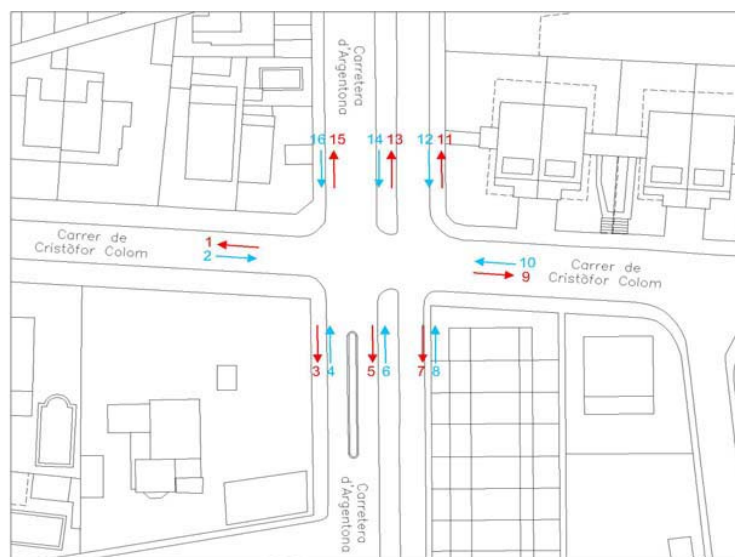 Carretera
d'Argentona
16 15 14 13 12 11
Carrer de
Cristòfor Colom
1
2
10
9
Carrer de
Cristòfor Colom
3 4 5 6 7 8
Carretera
d'Argentona